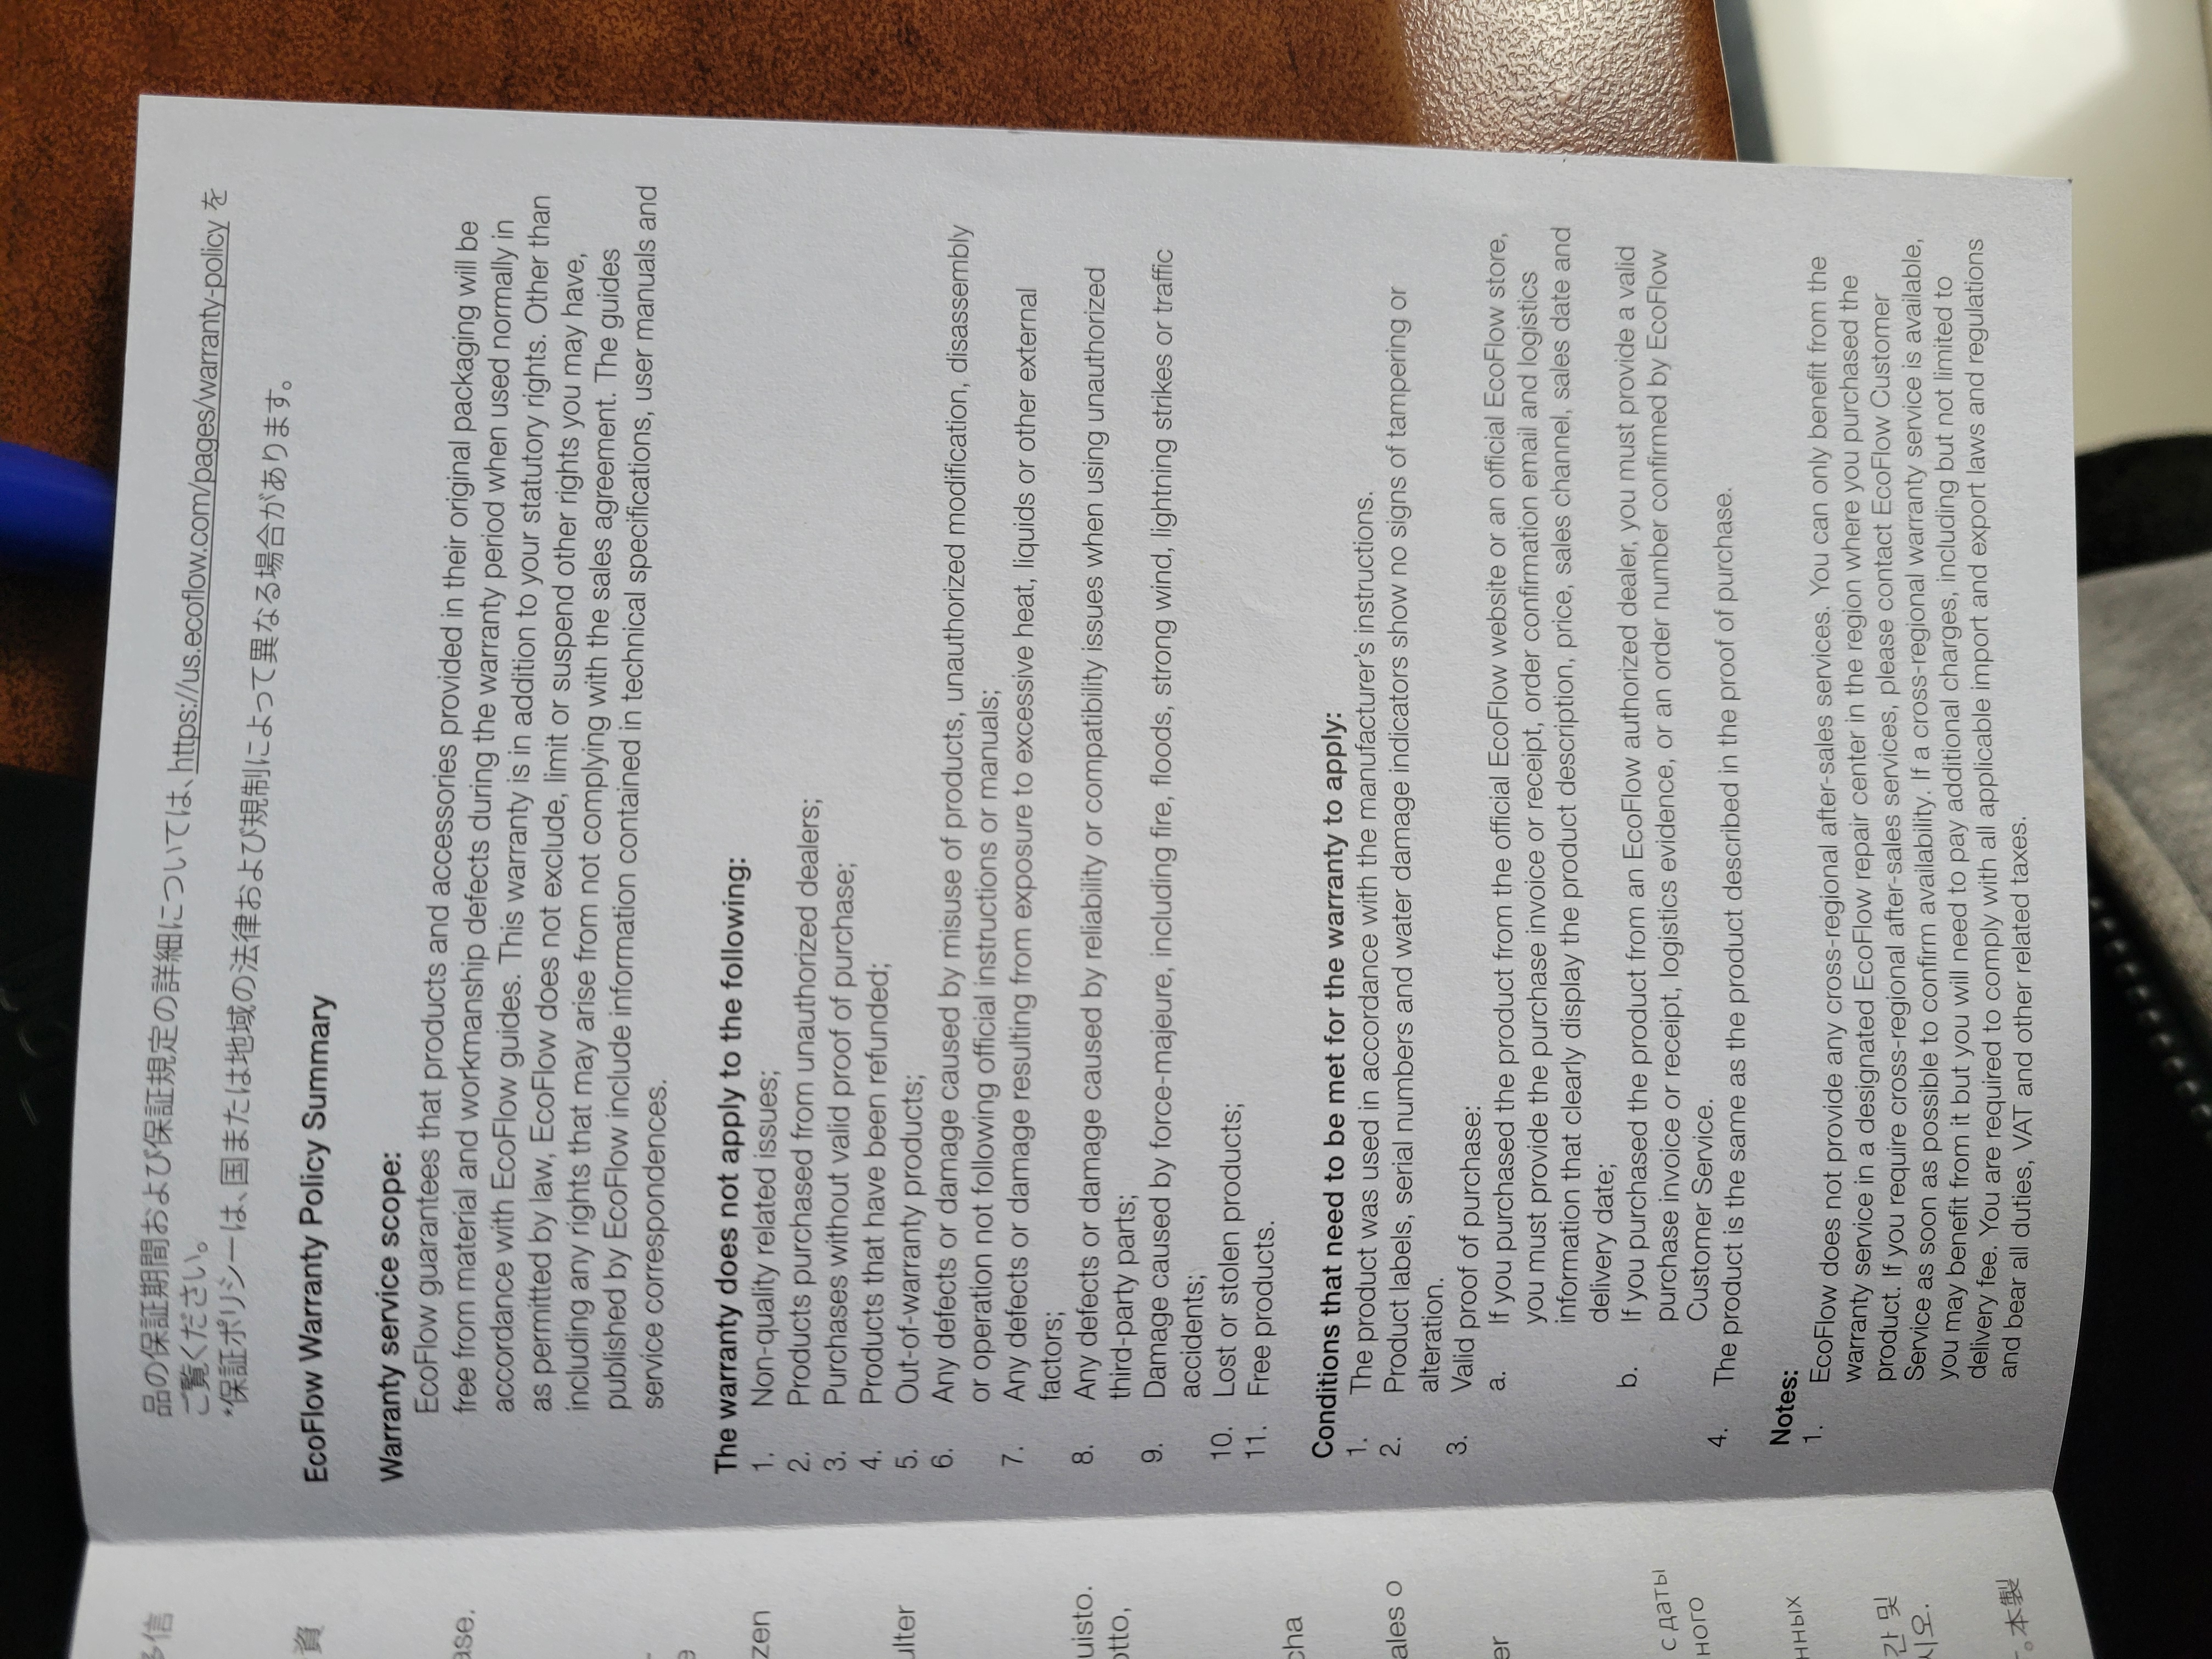 多信
資
ase.
e
zen
ulter
uisto.
otto,
cha
ales o
er
с даты
ного
нных
간 및
시오.
。本製
品の保証期間および保証規定の詳細については、https://us.ecoflow.com/pages/warranty-policy を
ご覧ください。
*保証ポリシーは、国または地域の法律および規制によって異なる場合があります。
EcoFlow Warranty Policy Summary
Warranty service scope:
EcoFlow guarantees that products and accessories provided in their original packaging will be
free from material and workmanship defects during the warranty period when used normally in
accordance with EcoFlow guides. This warranty is in addition to your statutory rights. Other than
as permitted by law, EcoFlow does not exclude, limit or suspend other rights you may have,
including any rights that may arise from not complying with the sales agreement. The guides
published by EcoFlow include information contained in technical specifications, user manuals and
service correspondences.
The warranty does not apply to the following:
1. Non-quality related issues;
2. Products purchased from unauthorized dealers;
3. Purchases without valid proof of purchase;
4. Products that have been refunded;
5. Out-of-warranty products;
6. Any defects or damage caused by misuse of products, unauthorized modification, disassembly
or operation not following official instructions or manuals;
7. Any defects or damage resulting from exposure to excessive heat, liquids or other external
factors;
8. Any defects or damage caused by reliability or compatibility issues when using unauthorized
third-party parts;
9. Damage caused by force-majeure, including fire, floods, strong wind, lightning strikes or traffic
accidents;
10. Lost or stolen products;
11. Free products.
Conditions that need to be met for the warranty to apply:
1. The product was used in accordance with the manufacturer's instructions.
2. Product labels, serial numbers and water damage indicators show no signs of tampering or
alteration.
3. Valid proof of purchase:
a. If you purchased the product from the official EcoFlow website or an official EcoFlow store,
you must provide the purchase invoice or receipt, order confirmation email and logistics
information that clearly display the product description, price, sales channel, sales date and
delivery date;
b. If you purchased the product from an EcoFlow authorized dealer, you must provide a valid
purchase invoice or receipt, logistics evidence, or an order number confirmed by EcoFlow
Customer Service.
4. The product is the same as the product described in the proof of purchase.
Notes:
1. EcoFlow does not provide any cross-regional after-sales services. You can only benefit from the
warranty service in a designated EcoFlow repair center in the region where you purchased the
product. If you require cross-regional after-sales services, please contact EcoFlow Customer
Service as soon as possible to confirm availability. If a cross-regional warranty service is available,
you may benefit from it but you will need to pay additional charges, including but not limited to
delivery fee. You are required to comply with all applicable import and export laws and regulations
and bear all duties, VAT and other related taxes.